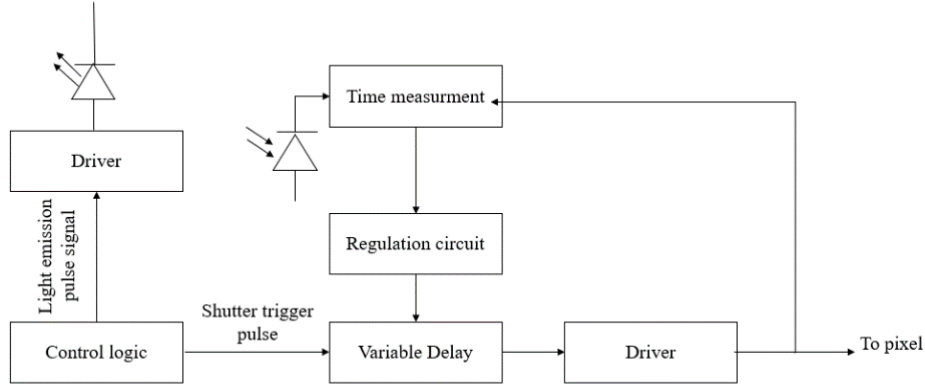 Time measurment
Driver
Light emission
pulse signal
Regulation circuit
Shutter trigger
pulse
Control logic
Variable Delay
Driver
To pixel